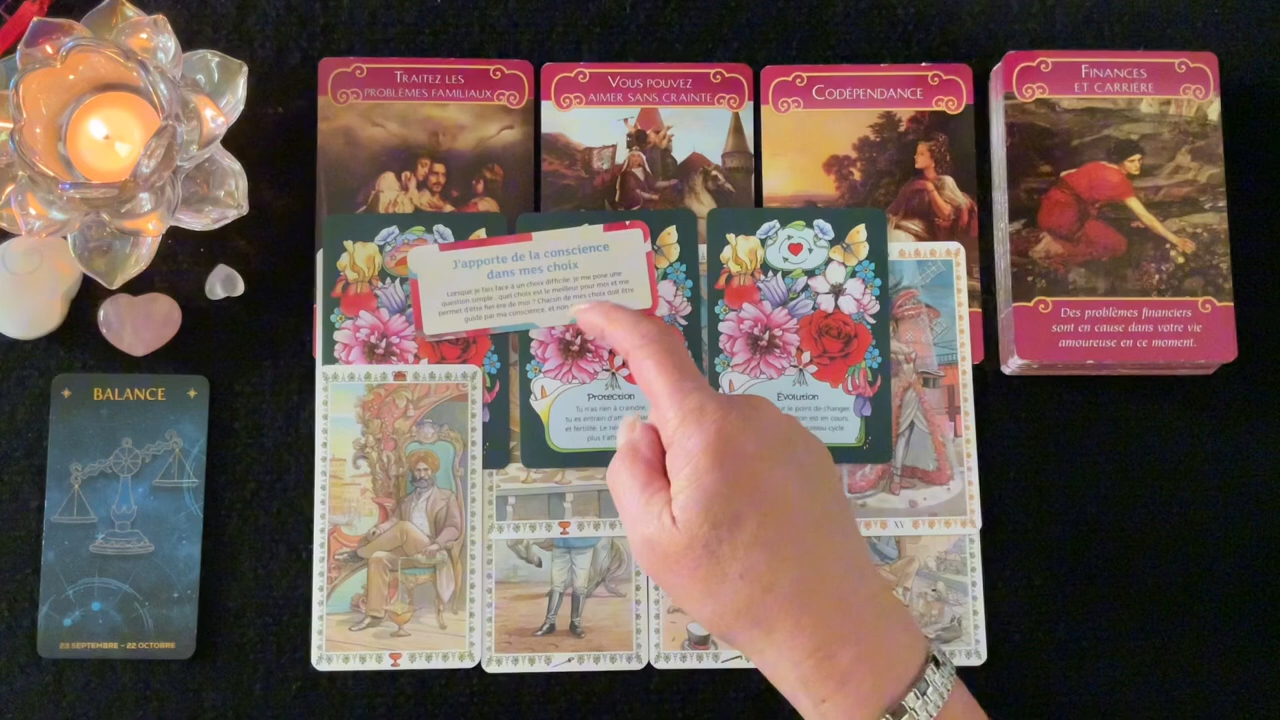 TRAITEZ LES
PROBLÈMES FAMILIAUX
VOUS POUVEZ
AIMER SANS CRAINTE
CODÉPENDANCE
FINANCES
ET CARRIÈRE
J'apporte de la conscience
dans mes choix
Lorsque je fais face à un choix difficile, je me pose une
question simple : quel choix est le meilleur pour moi et me
permet d'être fier·ère de moi ? Chacun de mes choix doit être
guidé par ma conscience, et non
Des problèmes financiers
sont en cause dans votre vie
amoureuse en ce moment.
BALANCE
23 SEPTEMBRE - 22 OCTOBRE
Protection
Tu n'as rien à craindre,
tu es entrain d'
et fertilité. Le
plus
Évolution
le point de changer.
est en cours
nouveau cycle.
XV